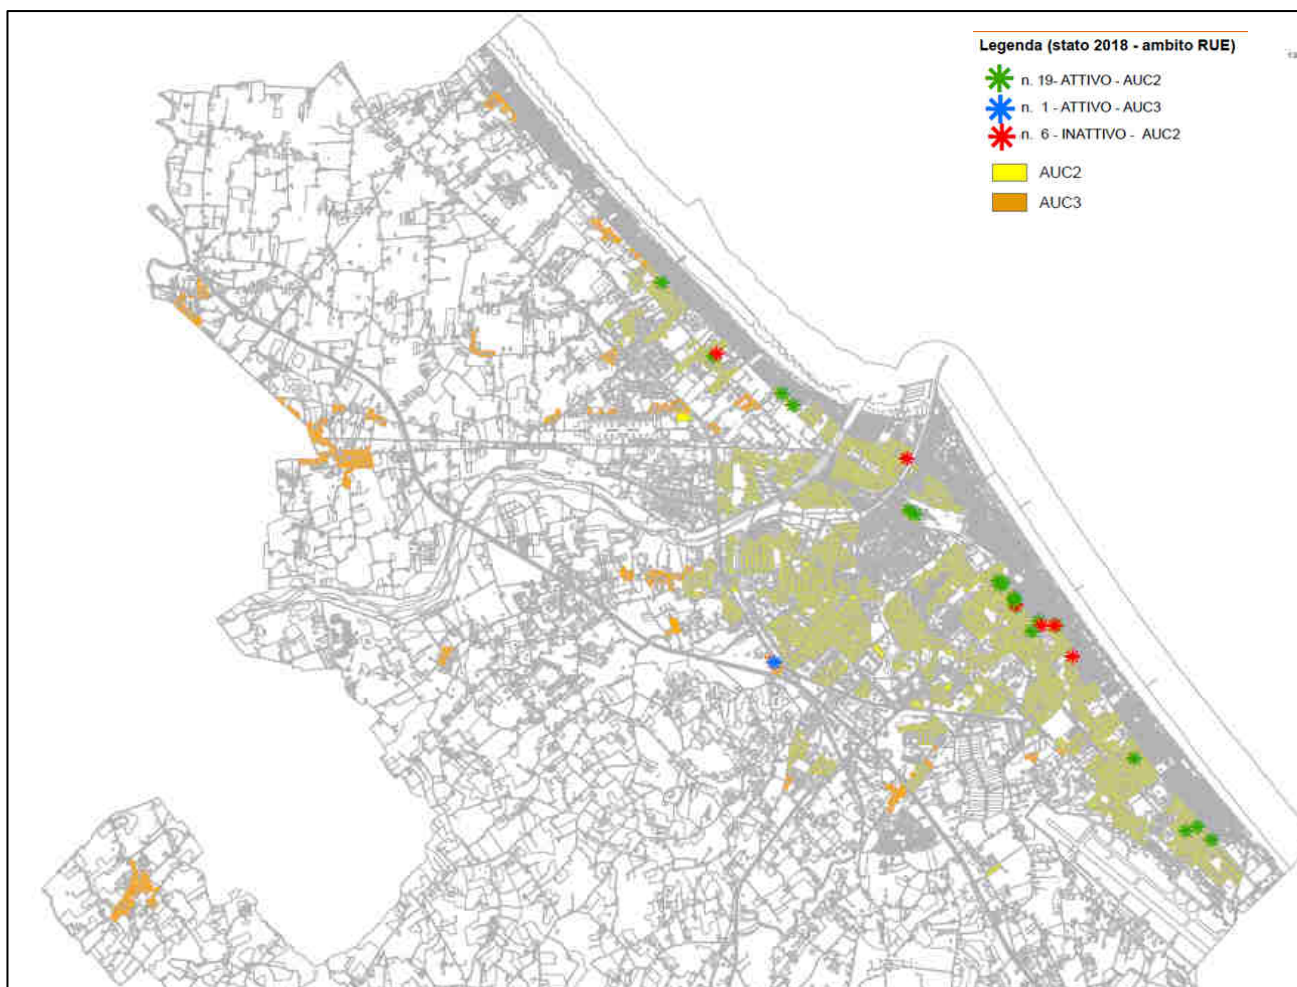 Legenda (stato 2018 - ambito RUE)
n. 19- ATTIVO - AUC2
n. 1 - ATTIVO - AUC3
n. 6 - INATTIVO - AUC2
AUC2
AUC3